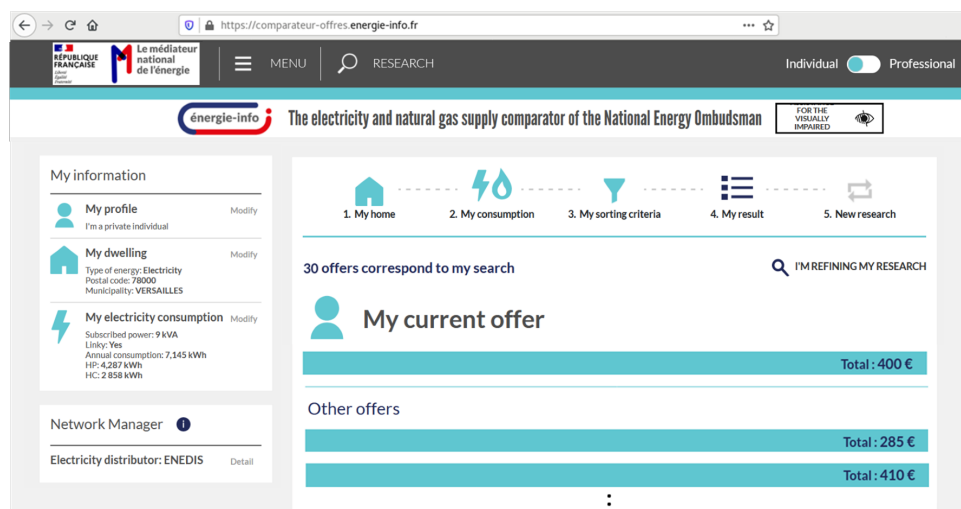 https://comparateur-offres.energie-info.fr
RÉPUBLIQUE
FRANÇAISE
Liberté
Égalité
Fraternité
Le médiateur
national
de l'énergie
MENU
RESEARCH
Individual
Professional
énergie-info
The electricity and natural gas supply comparator of the National Energy Ombudsman
FOR THE
VISUALLY
IMPAIRED
My information
My profile Modify
I'm a private individual
My dwelling Modify
Type of energy: Electricity
Postal code: 78000
Municipality: VERSAILLES
My electricity consumption Modify
Subscribed power: 9 kVA
Linky: Yes
Annual consumption: 7,145 kWh
HP: 4,287 kWh
HC: 2 858 kWh
Network Manager i
Electricity distributor: ENEDIS Detail
1. My home 2. My consumption 3. My sorting criteria 4. My result 5. New research
30 offers correspond to my search
I'M REFINING MY RESEARCH
My current offer
Total : 400 €
Other offers
Total : 285 €
Total : 410 €